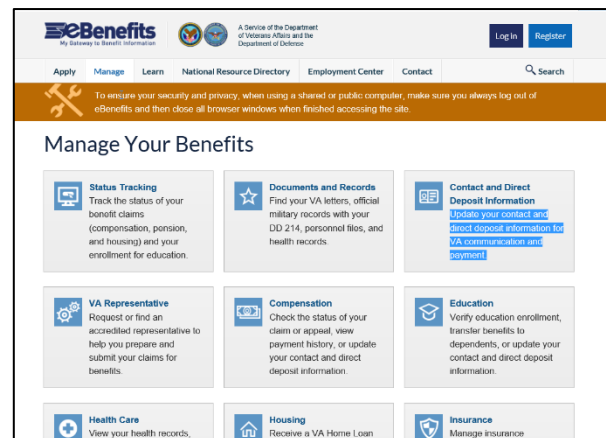 eBenefits
My Gateway to Benefit Information
A Service of the Department
of Veterans Affairs and the
Department of Defense
Log In
Register
Apply
Manage
Learn
National Resource Directory
Employment Center
Contact
Search
To ensure your security and privacy, when using a shared or public computer, make sure you always log out of
eBenefits and then close all browser windows when finished accessing the site.
Manage Your Benefits
Status Tracking
Track the status of your
benefit claims
(compensation, pension,
and housing) and your
enrollment for education.
Documents and Records
Find your VA letters, official
military records with your
DD 214, personnel files, and
health records.
Contact and Direct
Deposit Information
Update your contact and
direct deposit information for
VA communication and
payment.
VA Representative
Request or find an
accredited representative to
help you prepare and
submit your claims for
benefits.
Compensation
Check the status of your
claim or appeal, view
payment history, or update
your contact and direct
deposit information.
Education
Verify education enrollment,
transfer benefits to
dependents, or update your
contact and direct deposit
information.
Health Care
View your health records,
Housing
Receive a VA Home Loan
Insurance
Manage insurance